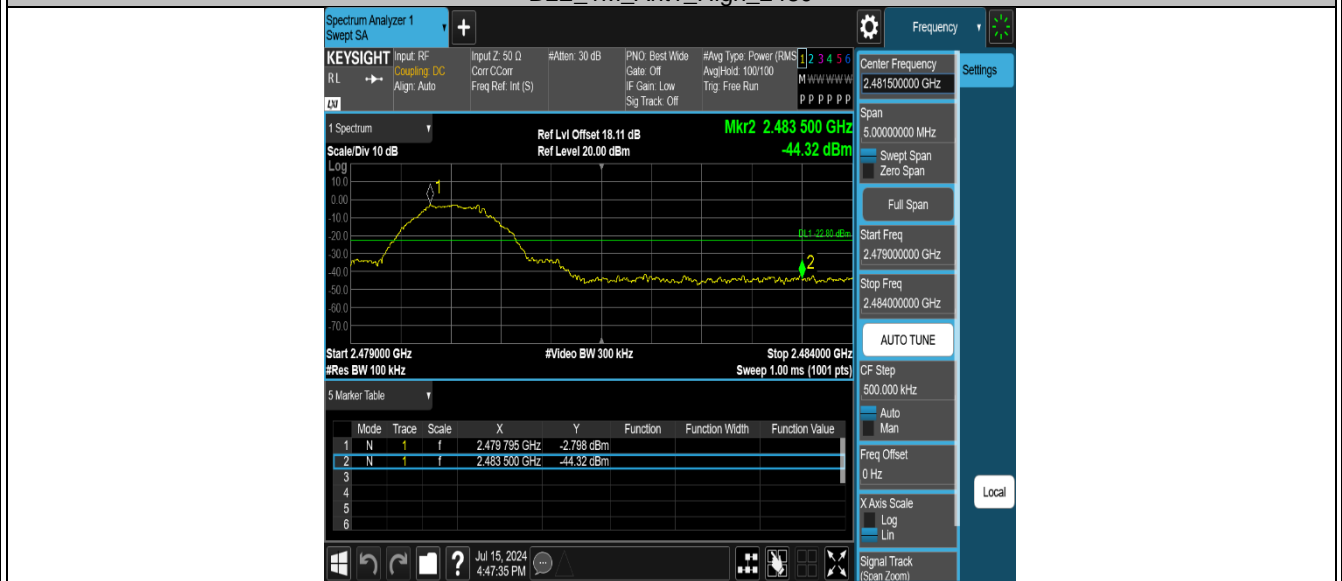 BLE_1M_Ant1_High_2480
Spectrum Analyzer 1
Swept SA
Frequency
KEYSIGHT
RL
LXI
Input: RF
Coupling: DC
Align: Auto
Input Z: 50 Ω
Corr CCorr
Freq Ref: Int (S)
#Atten: 30 dB
PNO: Best Wide
Gate: Off
IF Gain: Low
Sig Track: Off
#Avg Type: Power (RMS
Avg|Hold: 100/100
Trig: Free Run
1 2 3 4 5 6
M W W W W W
P P P P P P
1 Spectrum
Scale/Div 10 dB
Ref Lvl Offset 18.11 dB
Ref Level 20.00 dBm
Mkr2 2.483 500 GHz
-44.32 dBm
Log
10.0
0.00
-10.0
-20.0
-30.0
-40.0
-50.0
-60.0
-70.0
1
DL1 -22.80 dBm
2
Start 2.479000 GHz
#Res BW 100 kHz
#Video BW 300 kHz
Stop 2.484000 GHz
Sweep 1.00 ms (1001 pts)
5 Marker Table
Mode Trace Scale X Y Function Function Width Function Value
1 N 1 f 2.479 795 GHz -2.798 dBm
2 N 1 f 2.483 500 GHz -44.32 dBm
3
4
5
6
?
Jul 15, 2024
4:47:35 PM
Center Frequency
2.481500000 GHz
Span
5.00000000 MHz
Swept Span
Zero Span
Full Span
Start Freq
2.479000000 GHz
Stop Freq
2.484000000 GHz
AUTO TUNE
CF Step
500.000 kHz
Auto
Man
Freq Offset
0 Hz
X Axis Scale
Log
Lin
Signal Track
(Span Zoom)
Settings
Local